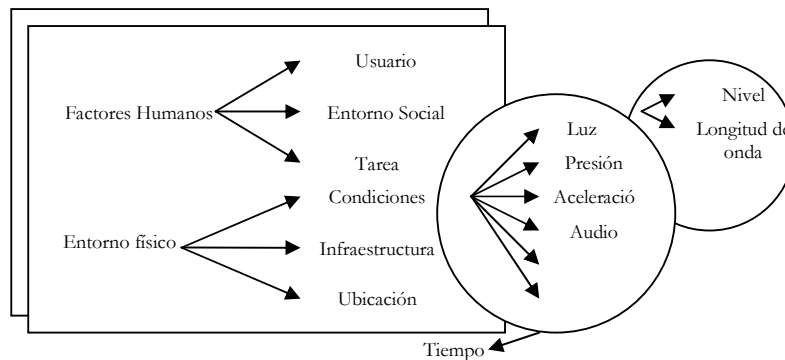 Usuario
Factores Humanos
Entorno Social
Tarea
Condiciones
Entorno físico
Infraestructura
Ubicación
Luz
Presión
Aceleració
Audio
Nivel
Longitud de
onda
Tiempo